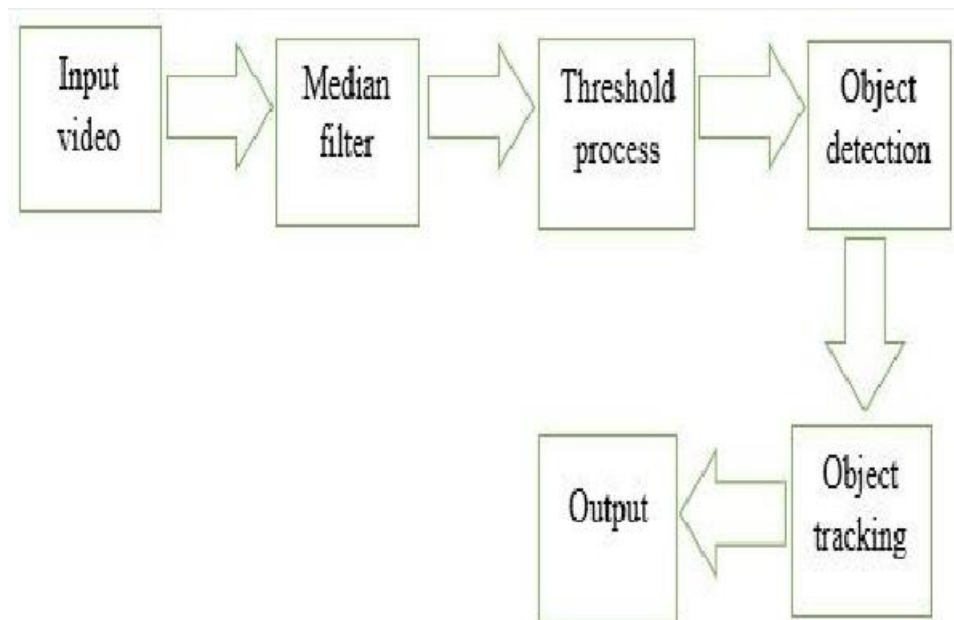 Input
video
Median
filter
Threshold
process
Object
detection
Object
tracking
Output